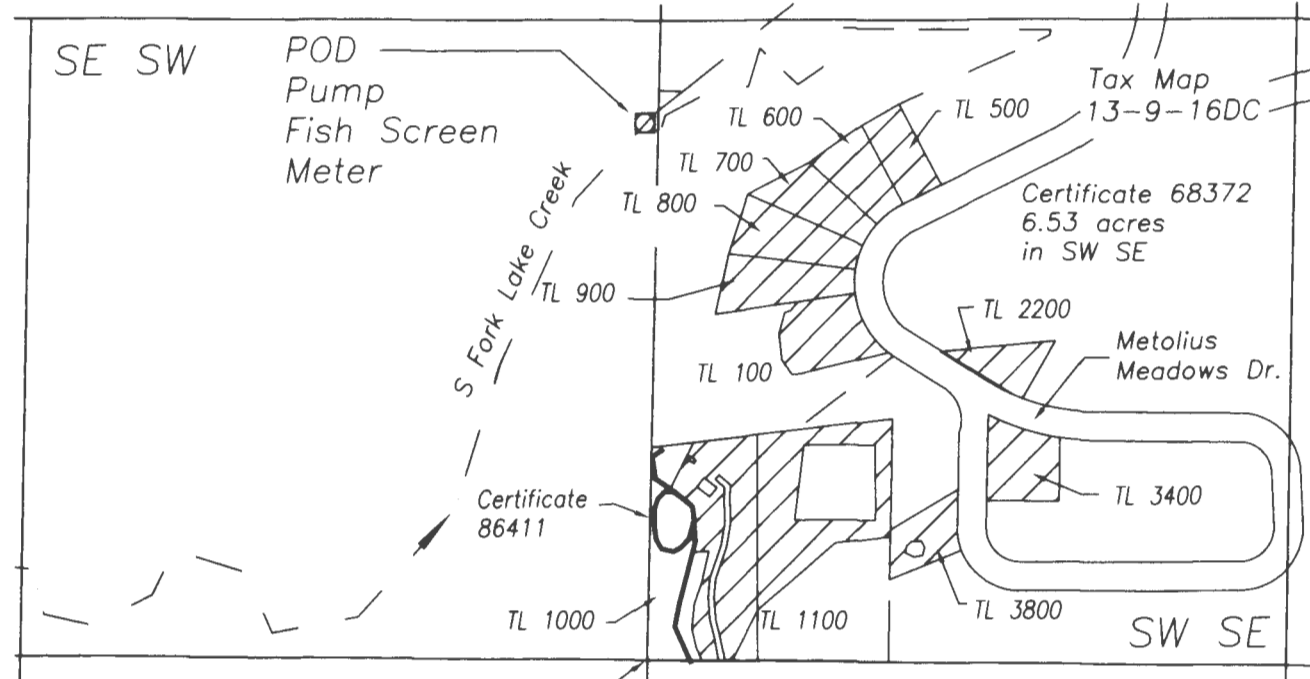 SE SW
POD
Pump
Fish Screen
Meter
S Fork Lake Creek
TL 600
TL 500
TL 700
TL 800
TL 900
TL 100
Tax Map
13-9-16DC
Certificate 68372
6.53 acres
in SW SE
TL 2200
Metolius
Meadows Dr.
TL 3400
Certificate
86411
TL 1000
TL 1100
TL 3800
SW SE